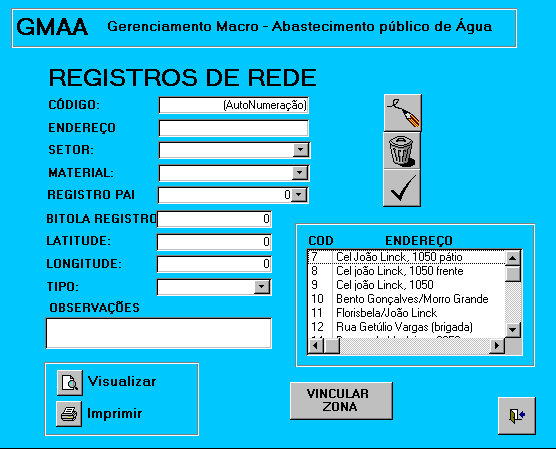 GMAA Gerenciamento Macro - Abastecimento público de Água
REGISTROS DE REDE
CÓDIGO: (AutoNumeração)
ENDEREÇO
SETOR:
MATERIAL:
REGISTRO PAI 0
BITOLA REGISTRO 0
LATITUDE: 0
LONGITUDE: 0
TIPO:
OBSERVAÇÕES
COD ENDEREÇO
7 Cel João Linck, 1050 pátio
8 Cel joão Linck, 1050 frente
9 Cel joão Linck, 1050
10 Bento Gonçalves/Morro Grande
11 Florisbela/João Linck
12 Rua Getúlio Vargas (brigada)
Visualizar
Imprimir
VINCULAR
ZONA